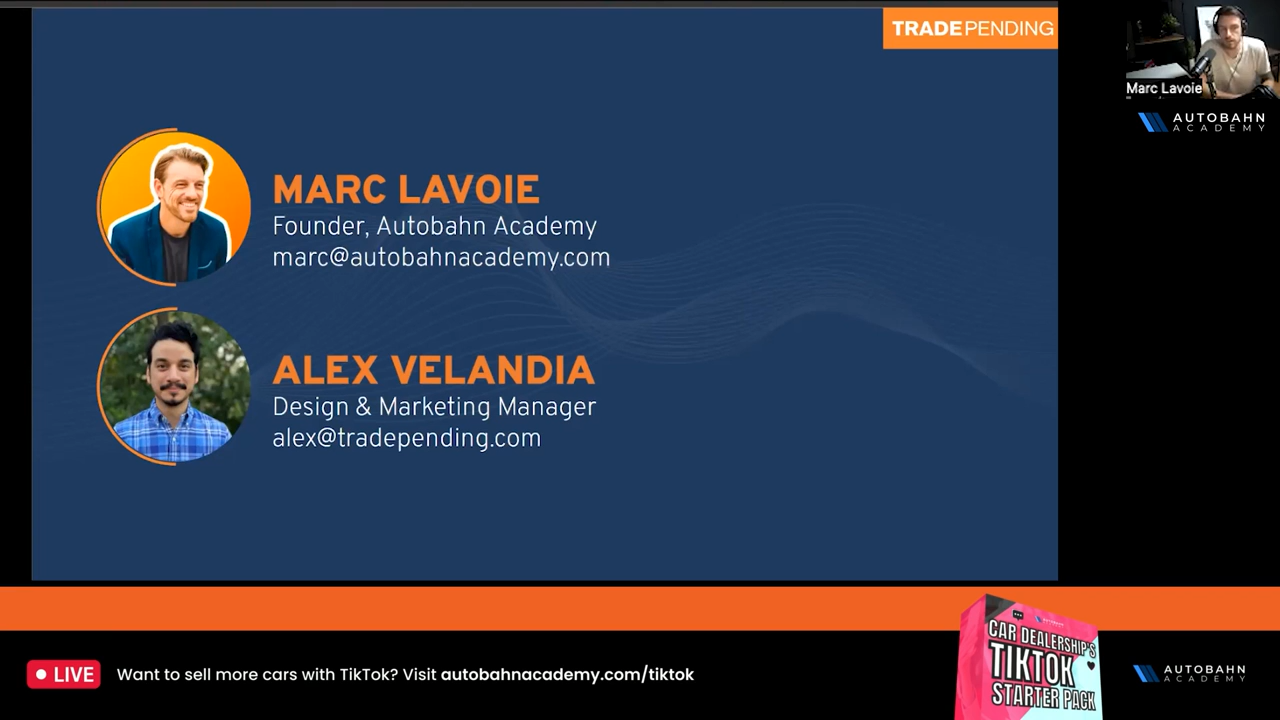 TRADEPENDING
Marc Lavoie
AUTOBAHN
ACADEMY
MARC LAVOIE
Founder, Autobahn Academy
marc@autobahnacademy.com
ALEX VELANDIA
Design & Marketing Manager
alex@tradepending.com
LIVE
Want to sell more cars with TikTok? Visit autobahnacademy.com/tiktok
AUTOBAHN
CAR DEALERSHIP'S
TIKTOK
STARTER PACK
AUTOBAHN
ACADEMY